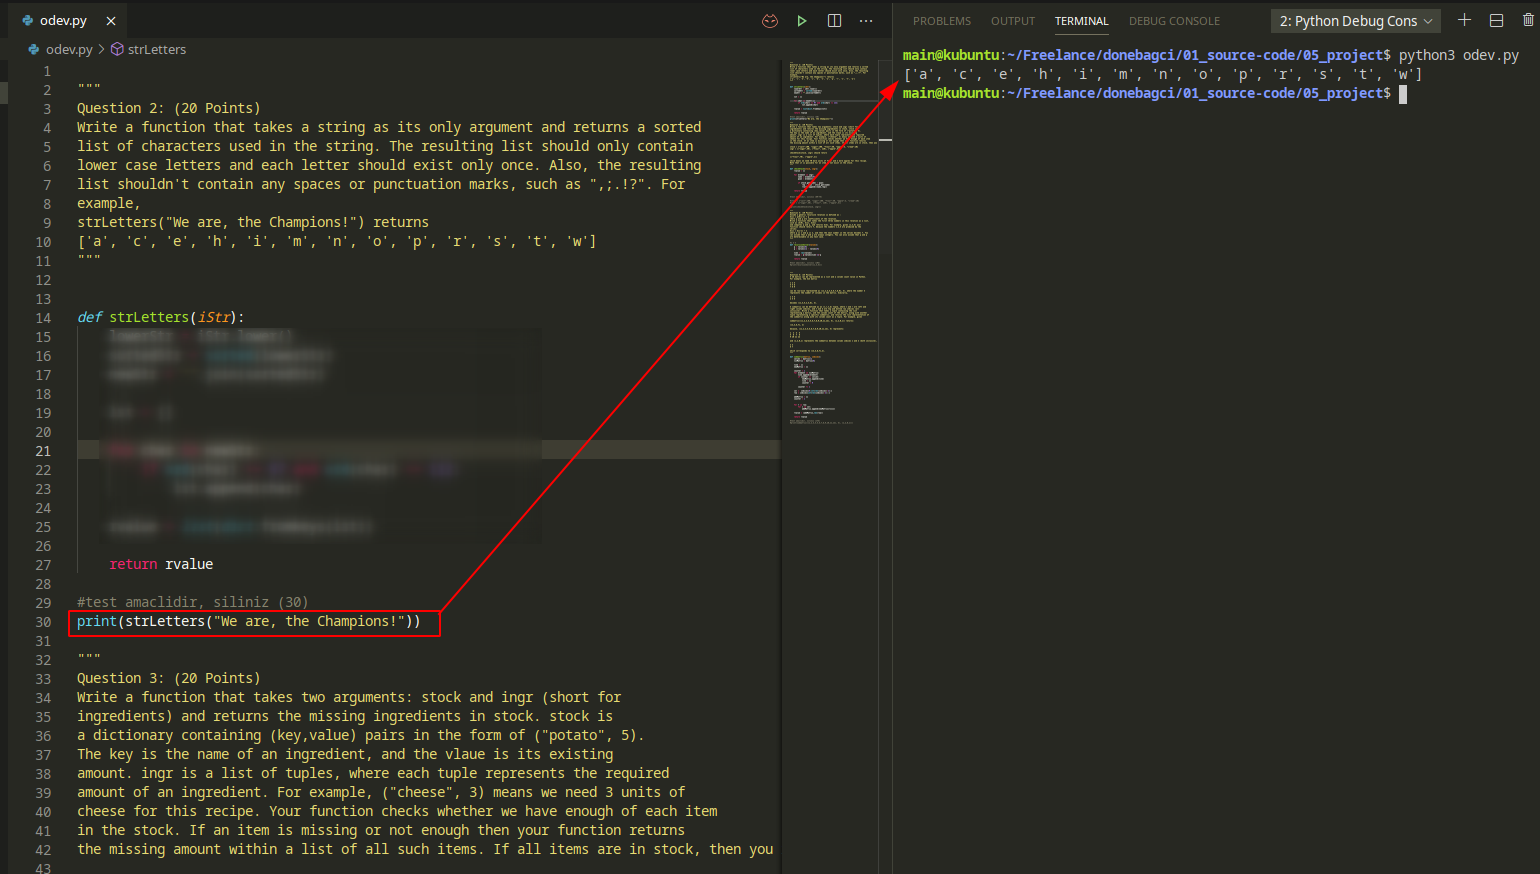 odev.py
odev.py > strLetters
1
2 """
3 Question 2: (20 Points)
4 Write a function that takes a string as its only argument and returns a sorted
5 list of characters used in the string. The resulting list should only contain
6 lower case letters and each letter should exist only once. Also, the resulting
7 list shouldn't contain any spaces or punctuation marks, such as ",;.!?". For
8 example,
9 strLetters("We are, the Champions!") returns
10 ['a', 'c', 'e', 'h', 'i', 'm', 'n', 'o', 'p', 'r', 's', 't', 'w']
11 """
12
13
14 def strLetters(iStr):
15
16
17
18
19
20
21
22
23
24
25
26
27 return rvalue
28
29 #test amaclidir, siliniz (30)
30 print(strLetters("We are, the Champions!"))
31
32 """
33 Question 3: (20 Points)
34 Write a function that takes two arguments: stock and ingr (short for
35 ingredients) and returns the missing ingredients in stock. stock is
36 a dictionary containing (key,value) pairs in the form of ("potato", 5).
37 The key is the name of an ingredient, and the vlaue is its existing
38 amount. ingr is a list of tuples, where each tuple represents the required
39 amount of an ingredient. For example, ("cheese", 3) means we need 3 units of
40 cheese for this recipe. Your function checks whether we have enough of each item
41 in the stock. If an item is missing or not enough then your function returns
42 the missing amount within a list of all such items. If all items are in stock, then you
43
PROBLEMS OUTPUT TERMINAL DEBUG CONSOLE 2: Python Debug Cons
main@kubuntu:~/Freelance/donebagci/01_source-code/05_project$ python3 odev.py
['a', 'c', 'e', 'h', 'i', 'm', 'n', 'o', 'p', 'r', 's', 't', 'w']
main@kubuntu:~/Freelance/donebagci/01_source-code/05_project$